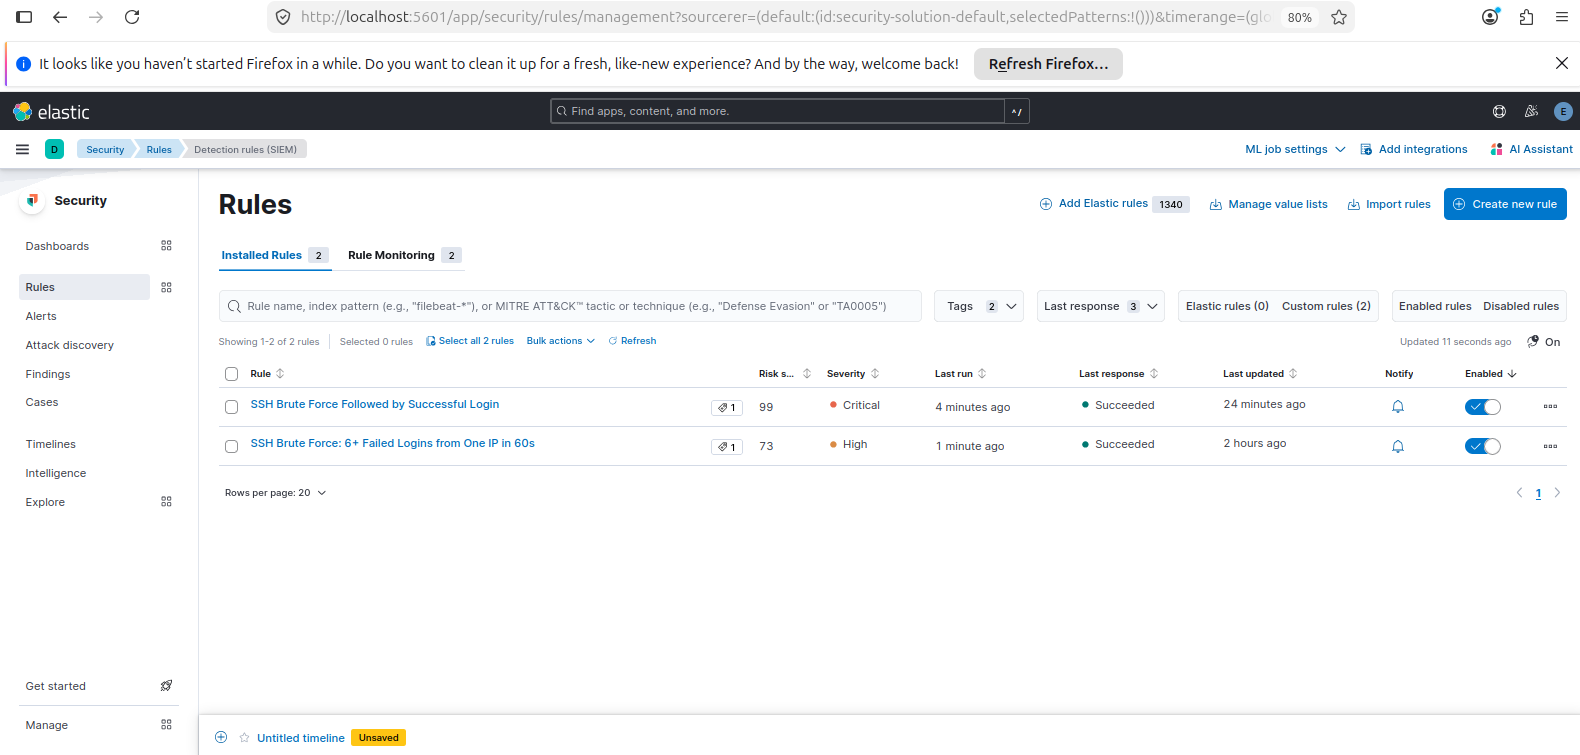 http://localhost:5601/app/security/rules/management?sourcerer=(default:(id:security-solution-default,selectedPatterns:!()))&timerange=(glo 80%
It looks like you haven't started Firefox in a while. Do you want to clean it up for a fresh, like-new experience? And by the way, welcome back! Refresh Firefox...
elastic Find apps, content, and more. ^/ E
D Security Rules Detection rules (SIEM) ML job settings Add integrations AI Assistant
Security
Dashboards
Rules
Alerts
Attack discovery
Findings
Cases
Timelines
Intelligence
Explore
Get started
Manage
Rules Add Elastic rules 1340 Manage value lists Import rules Create new rule
Installed Rules 2 Rule Monitoring 2
Rule name, index pattern (e.g., "filebeat-*"), or MITRE ATT&CK™ tactic or technique (e.g., "Defense Evasion" or "TA0005") Tags 2 Last response 3 Elastic rules (0) Custom rules (2) Enabled rules Disabled rules
Showing 1-2 of 2 rules Selected 0 rules Select all 2 rules Bulk actions Refresh Updated 11 seconds ago On
Rule Risk s... Severity Last run Last response Last updated Notify Enabled
SSH Brute Force Followed by Successful Login 1 99 Critical 4 minutes ago Succeeded 24 minutes ago
SSH Brute Force: 6+ Failed Logins from One IP in 60s 1 73 High 1 minute ago Succeeded 2 hours ago
Rows per page: 20 1
Untitled timeline Unsaved